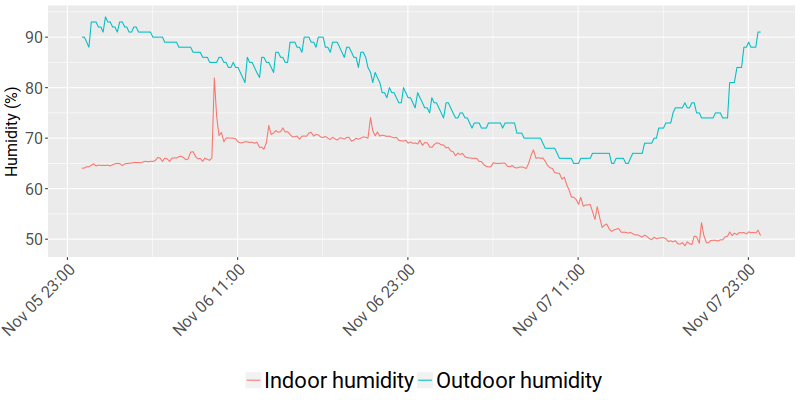 Humidity (%)
90
80
70
60
50
Nov 05 23:00
Nov 06 11:00
Nov 06 23:00
Nov 07 11:00
Nov 07 23:00
Indoor humidity
Outdoor humidity